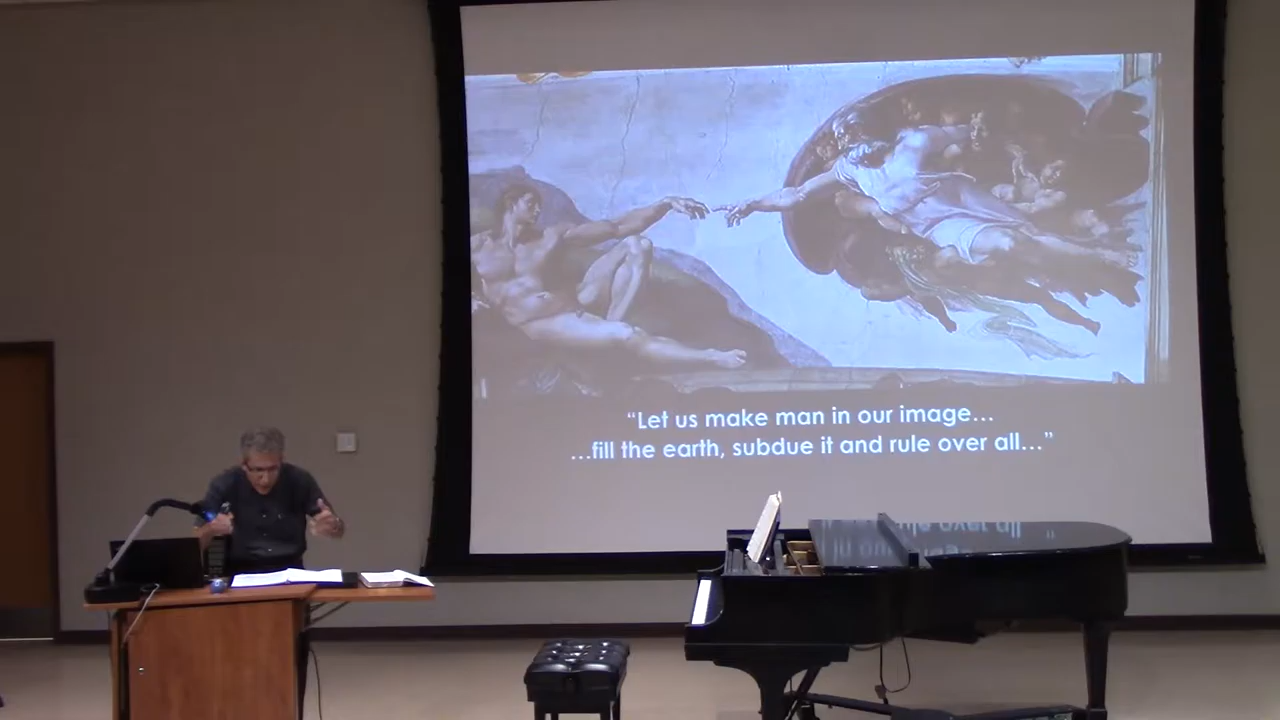 “Let us make man in our image…
…fill the earth, subdue it and rule over all…”